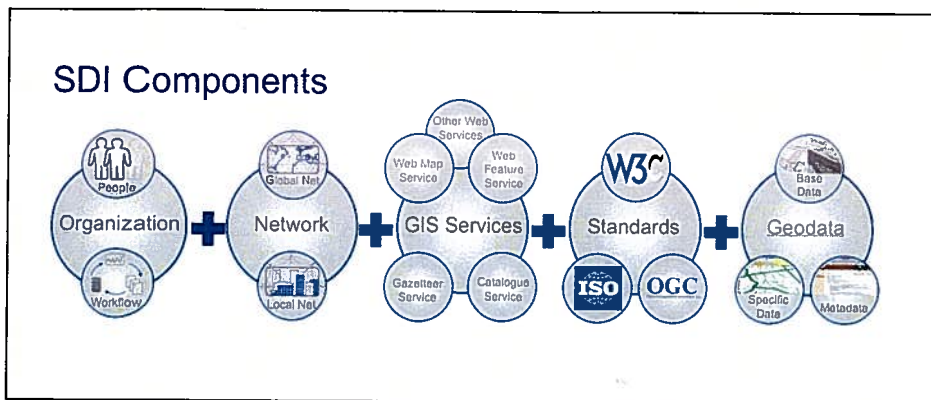 SDI Components
People
Organization
Workflow
Global Net
Network
Local Net
Other Web
Services
Web Map
Service
Web
Feature
Service
GIS Services
Gazetteer
Service
Catalogue
Service
W3C
Standards
ISO
OGC
Base
Data
Geodata
Specific
Data
Metadata